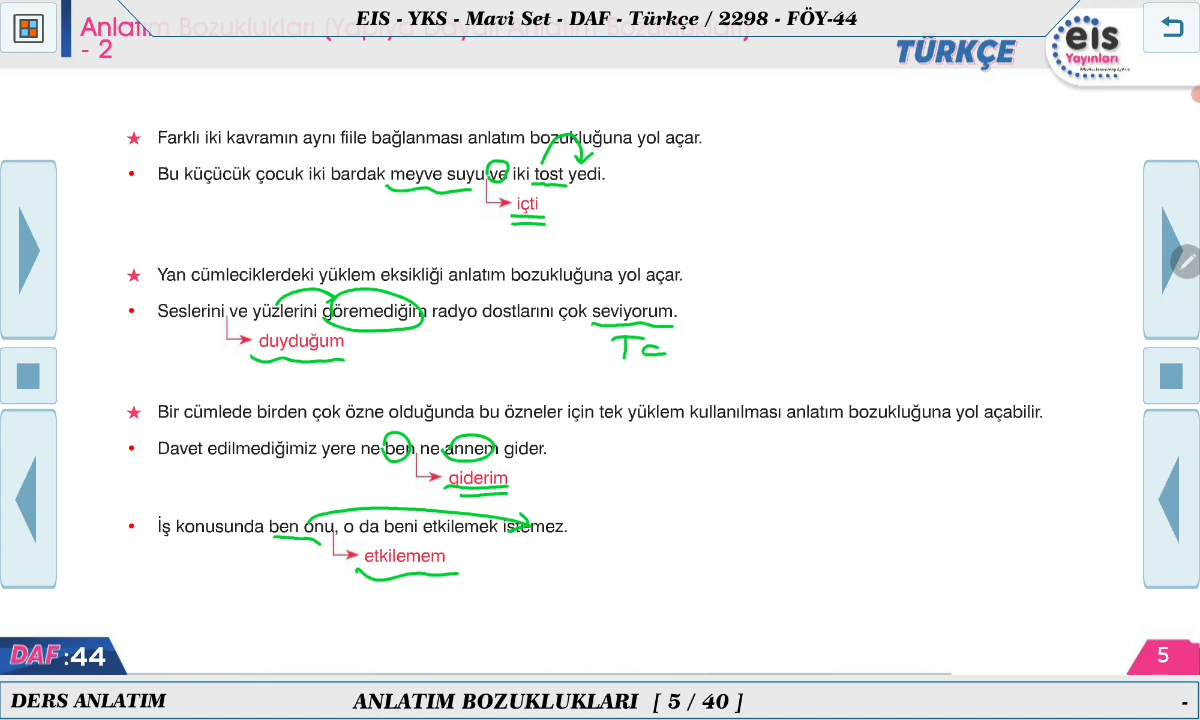 EIS - YKS - Mavi Set - DAF - Türkçe / 2298 - FÖY-44
Anlatım Bozuklukları (Yapıya Dayalı Anlatım Bozuklukları)
- 2
TÜRKÇE
eis
Yayınları
★ Farklı iki kavramın aynı fiile bağlanması anlatım bozukluğuna yol açar.
• Bu küçücük çocuk iki bardak meyve suyu ve iki tost yedi.
içti
★ Yan cümleciklerdeki yüklem eksikliği anlatım bozukluğuna yol açar.
• Seslerini ve yüzlerini göremediğim radyo dostlarını çok seviyorum.
duyduğum
Tc
★ Bir cümlede birden çok özne olduğunda bu özneler için tek yüklem kullanılması anlatım bozukluğuna yol açabilir.
• Davet edilmediğimiz yere ne ben ne annem gider.
giderim
• İş konusunda ben onu, o da beni etkilemek istemez.
etkilemem
DAF :44
5
DERS ANLATIM
ANLATIM BOZUKLUKLARI [ 5 / 40 ]
-